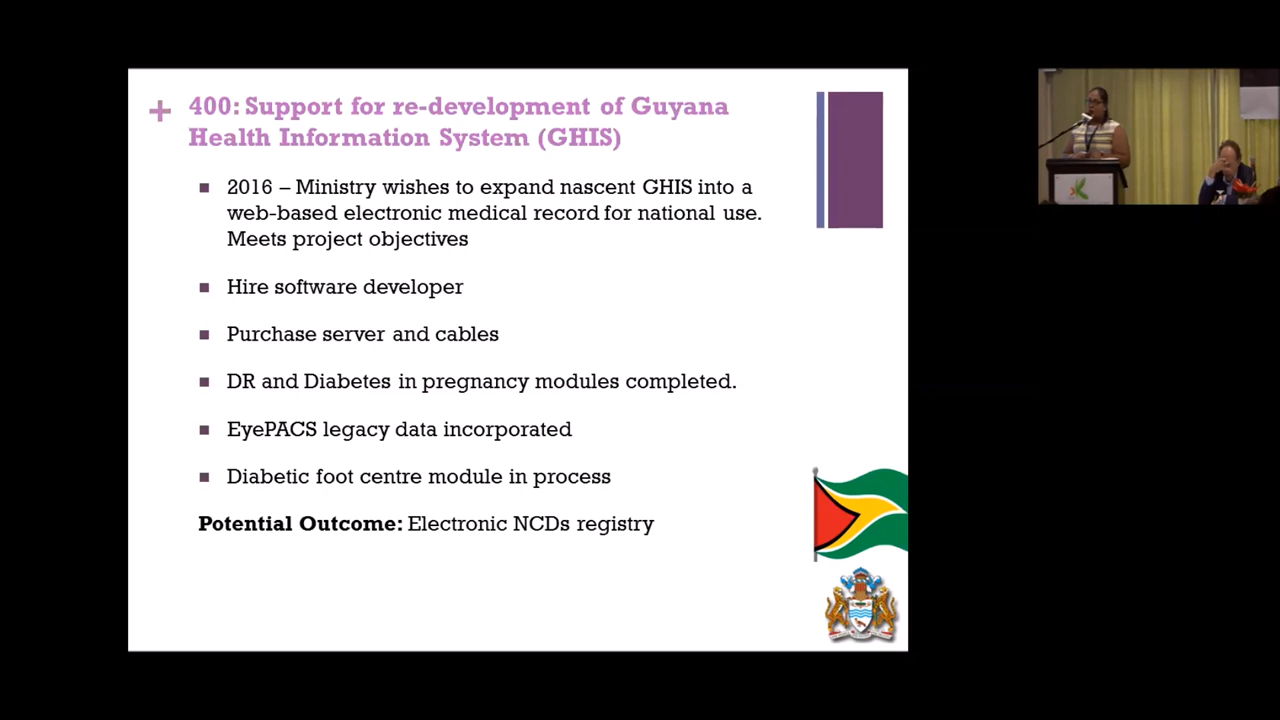 + 400: Support for re-development of Guyana
Health Information System (GHIS)
■ 2016 – Ministry wishes to expand nascent GHIS into a
web-based electronic medical record for national use.
Meets project objectives
■ Hire software developer
■ Purchase server and cables
■ DR and Diabetes in pregnancy modules completed.
■ EyePACS legacy data incorporated
■ Diabetic foot centre module in process
Potential Outcome: Electronic NCDs registry